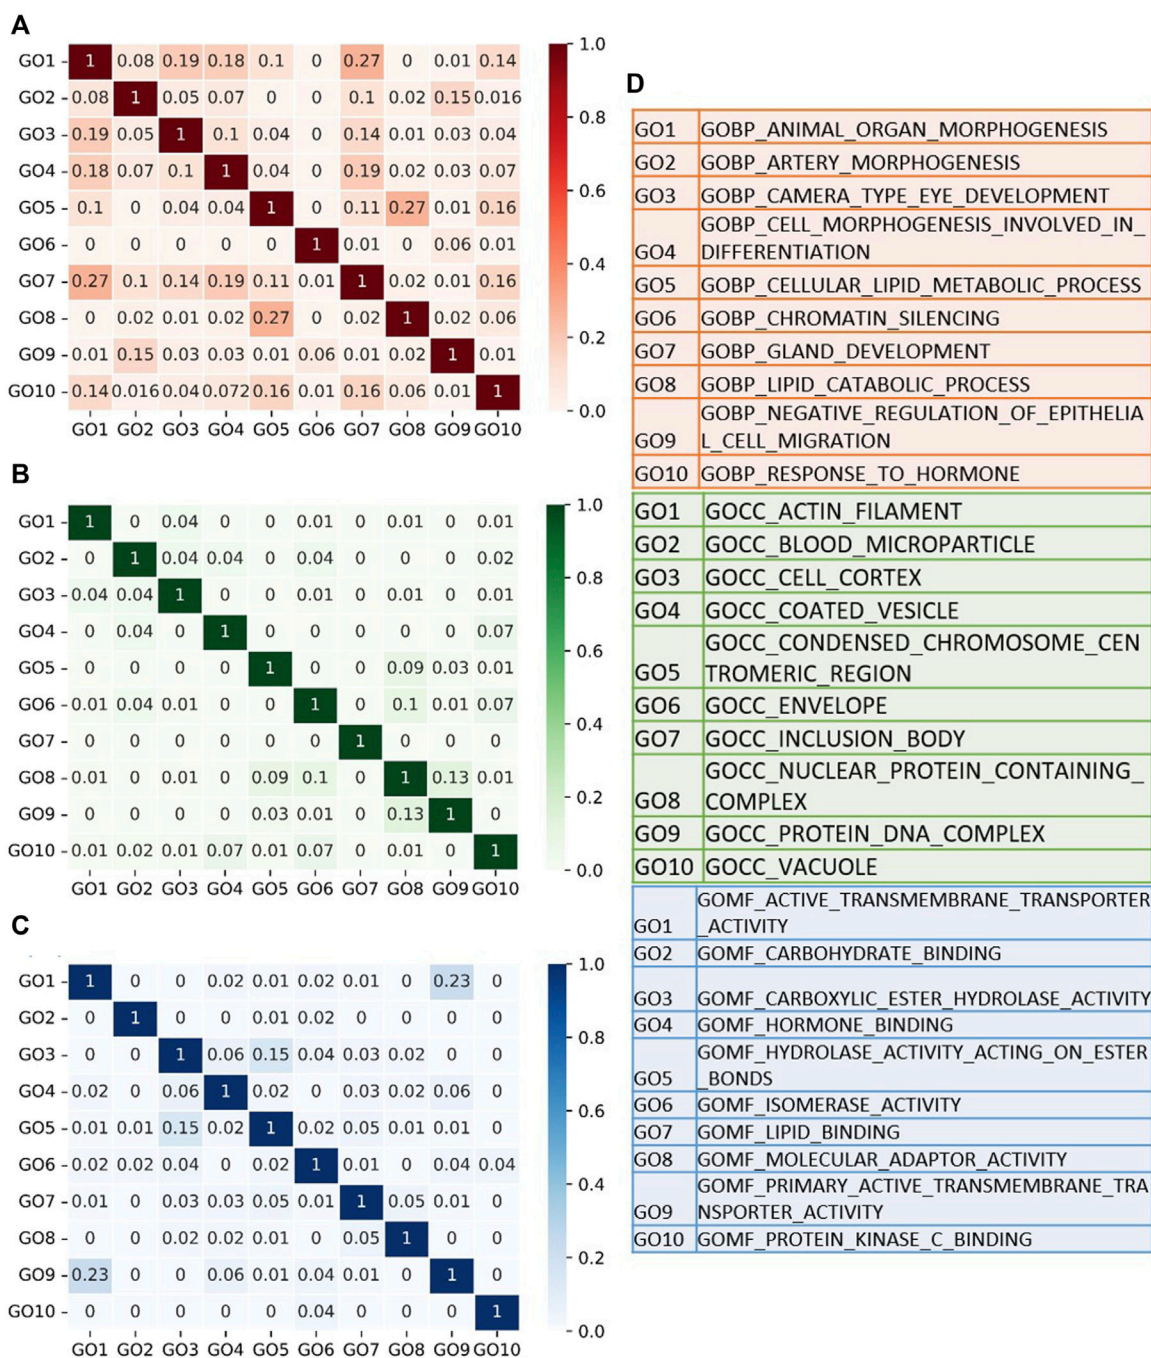 A
GO1 1 0.08 0.19 0.18 0.1 0 0.27 0 0.01 0.14
GO2 0.08 1 0.05 0.07 0 0 0.1 0.02 0.15 0.016
GO3 0.19 0.05 1 0.1 0.04 0 0.14 0.01 0.03 0.04
GO4 0.18 0.07 0.1 1 0.04 0 0.19 0.02 0.03 0.07
GO5 0.1 0 0.04 0.04 1 0 0.11 0.27 0.01 0.16
GO6 0 0 0 0 0 1 0.01 0 0.06 0.01
GO7 0.27 0.1 0.14 0.19 0.11 0.01 1 0.02 0.01 0.16
GO8 0 0.02 0.01 0.02 0.27 0 0.02 1 0.02 0.06
GO9 0.01 0.15 0.03 0.03 0.01 0.06 0.01 0.02 1 0.01
GO10 0.14 0.016 0.04 0.072 0.16 0.01 0.16 0.06 0.01 1
GO1 GO2 GO3 GO4 GO5 GO6 GO7 GO8 GO9 GO10
1.0
0.8
0.6
0.4
0.2
0.0
B
GO1 1 0 0.04 0 0 0.01 0 0.01 0 0.01
GO2 0 1 0.04 0.04 0 0.04 0 0 0 0.02
GO3 0.04 0.04 1 0 0 0.01 0 0.01 0 0.01
GO4 0 0.04 0 1 0 0 0 0 0 0.07
GO5 0 0 0 0 1 0 0 0.09 0.03 0.01
GO6 0.01 0.04 0.01 0 0 1 0 0.1 0.01 0.07
GO7 0 0 0 0 0 0 1 0 0 0
GO8 0.01 0 0.01 0 0.09 0.1 0 1 0.13 0.01
GO9 0 0 0 0 0.03 0.01 0 0.13 1 0
GO10 0.01 0.02 0.01 0.07 0.01 0.07 0 0.01 0 1
GO1 GO2 GO3 GO4 GO5 GO6 GO7 GO8 GO9 GO10
1.0
0.8
0.6
0.4
0.2
0.0
C
GO1 1 0 0 0.02 0.01 0.02 0.01 0 0.23 0
GO2 0 1 0 0 0.01 0.02 0 0 0 0
GO3 0 0 1 0.06 0.15 0.04 0.03 0.02 0 0
GO4 0.02 0 0.06 1 0.02 0 0.03 0.02 0.06 0
GO5 0.01 0.01 0.15 0.02 1 0.02 0.05 0.01 0.01 0
GO6 0.02 0.02 0.04 0 0.02 1 0.01 0 0.04 0.04
GO7 0.01 0 0.03 0.03 0.05 0.01 1 0.05 0.01 0
GO8 0 0 0.02 0.02 0.01 0 0.05 1 0 0
GO9 0.23 0 0 0.06 0.01 0.04 0.01 0 1 0
GO10 0 0 0 0 0 0.04 0 0 0 1
GO1 GO2 GO3 GO4 GO5 GO6 GO7 GO8 GO9 GO10
1.0
0.8
0.6
0.4
0.2
0.0
D
GO1 GOBP_ANIMAL_ORGAN_MORPHOGENESIS
GO2 GOBP_ARTERY_MORPHOGENESIS
GO3 GOBP_CAMERA_TYPE_EYE_DEVELOPMENT
GOBP_CELL_MORPHOGENESIS_INVOLVED_IN_
GO4 DIFFERENTIATION
GO5 GOBP_CELLULAR_LIPID_METABOLIC_PROCESS
GO6 GOBP_CHROMATIN_SILENCING
GO7 GOBP_GLAND_DEVELOPMENT
GO8 GOBP_LIPID_CATABOLIC_PROCESS
GOBP_NEGATIVE_REGULATION_OF_EPITHELIA
GO9 L_CELL_MIGRATION
GO10 GOBP_RESPONSE_TO_HORMONE
GO1 GOCC_ACTIN_FILAMENT
GO2 GOCC_BLOOD_MICROPARTICLE
GO3 GOCC_CELL_CORTEX
GO4 GOCC_COATED_VESICLE
GOCC_CONDENSED_CHROMOSOME_CEN
GO5 TROMERIC_REGION
GO6 GOCC_ENVELOPE
GO7 GOCC_INCLUSION_BODY
GOCC_NUCLEAR_PROTEIN_CONTAINING_
GO8 COMPLEX
GO9 GOCC_PROTEIN_DNA_COMPLEX
GO10 GOCC_VACUOLE
GOMF_ACTIVE_TRANSMEMBRANE_TRANSPORTER
GO1 _ACTIVITY
GO2 GOMF_CARBOHYDRATE_BINDING
GO3 GOMF_CARBOXYLIC_ESTER_HYDROLASE_ACTIVITY
GO4 GOMF_HORMONE_BINDING
GOMF_HYDROLASE_ACTIVITY_ACTING_ON_ESTER
GO5 _BONDS
GO6 GOMF_ISOMERASE_ACTIVITY
GO7 GOMF_LIPID_BINDING
GO8 GOMF_MOLECULAR_ADAPTOR_ACTIVITY
GOMF_PRIMARY_ACTIVE_TRANSMEMBRANE_TRA
GO9 NSPORTER_ACTIVITY
GO10 GOMF_PROTEIN_KINASE_C_BINDING